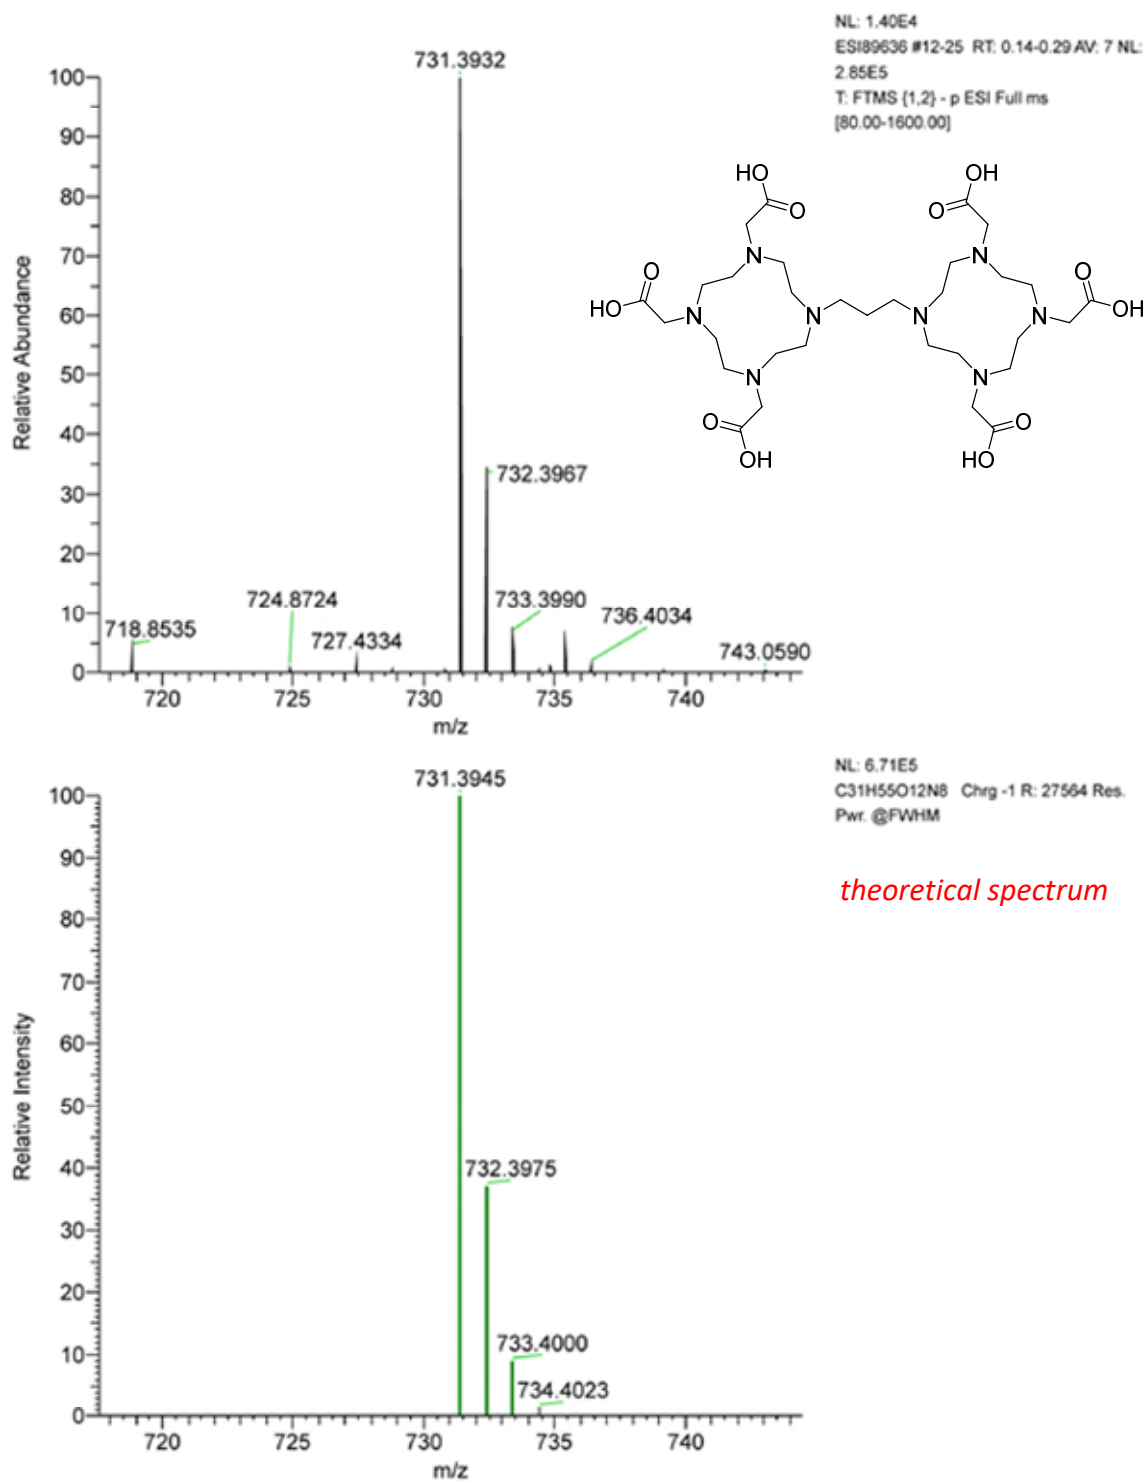 NL: 1.40E4
ESI89636 #12-25 RT: 0.14-0.29 AV: 7 NL:
2.85E5
T: FTMS {1,2} - p ESI Full ms
[80.00-1600.00]
731.3932
100
90
80
70
60
50
40
30
20
10
0
Relative Abundance
732.3967
733.3990
736.4034
724.8724
718.8535
727.4334
743.0590
720
725
730
735
740
m/z
HO
O
OH
O
O
HO
N
N
N
N
O
OH
N
N
N
N
O
OH
O
OH
O
HO
NL: 6.71E5
C31H55O12N8 Chrg -1 R: 27564 Res.
Pwr. @FWHM
theoretical spectrum
731.3945
100
90
80
70
60
50
40
30
20
10
0
Relative Intensity
732.3975
733.4000
734.4023
720
725
730
735
740
m/z